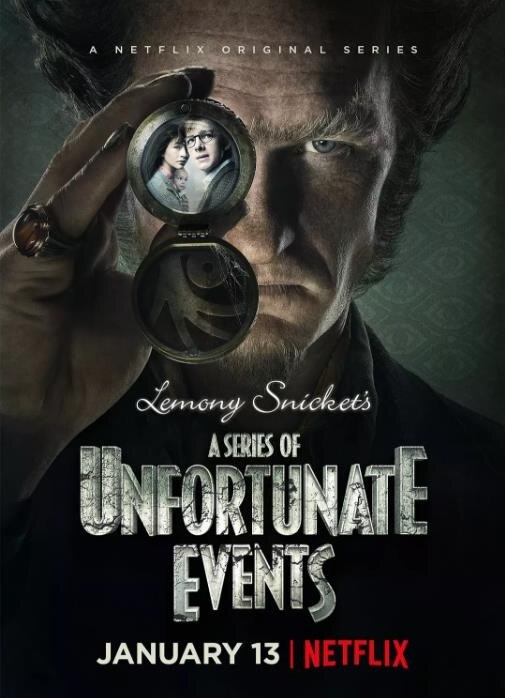 A NETFLIX ORIGINAL SERIES
Lemony Snicket's
A SERIES OF
UNFORTUNATE
EVENTS
JANUARY 13 | NETFLIX